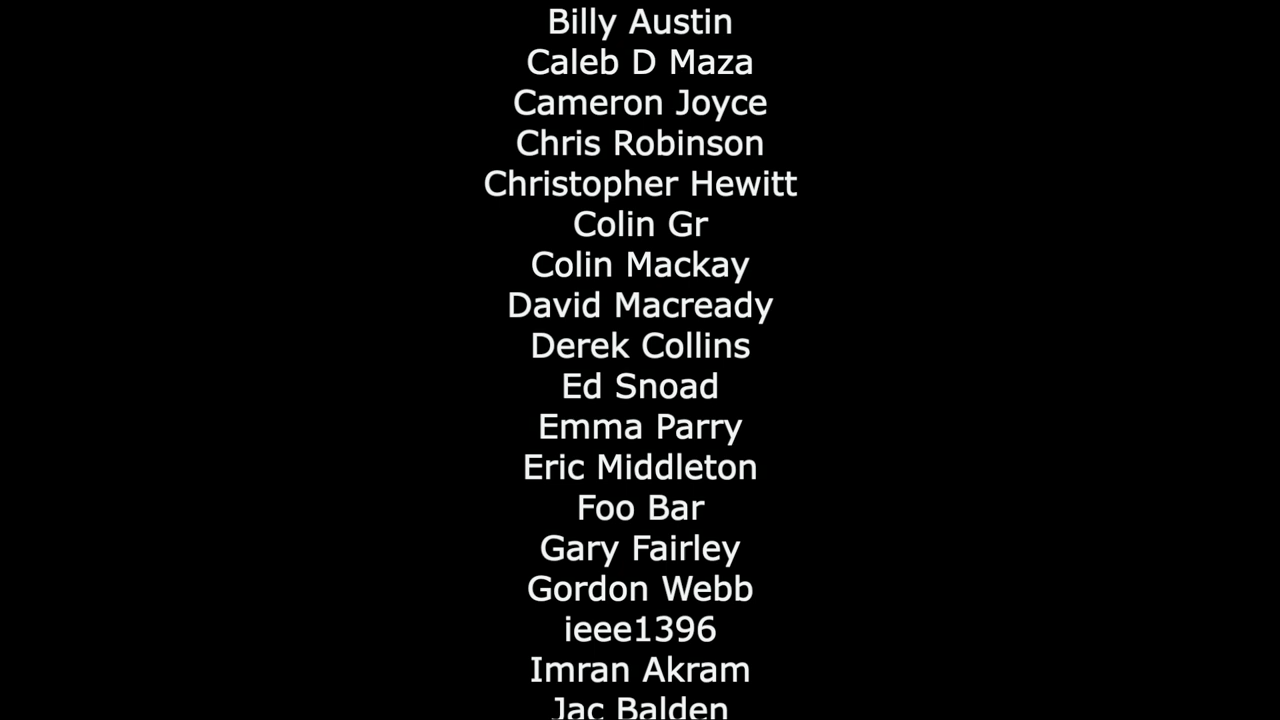 Billy Austin
Caleb D Maza
Cameron Joyce
Chris Robinson
Christopher Hewitt
Colin Gr
Colin Mackay
David Macready
Derek Collins
Ed Snoad
Emma Parry
Eric Middleton
Foo Bar
Gary Fairley
Gordon Webb
ieee1396
Imran Akram
Jac Balden